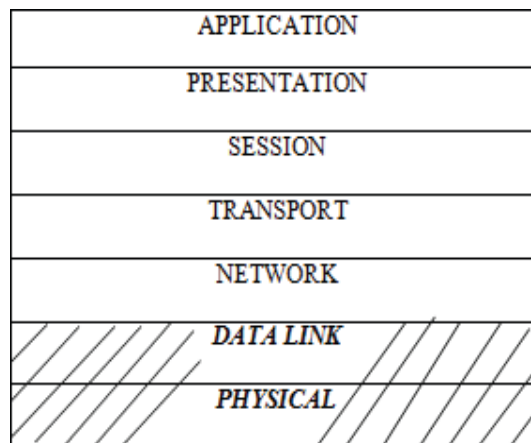 APPLICATION
PRESENTATION
SESSION
TRANSPORT
NETWORK
DATA LINK
PHYSICAL